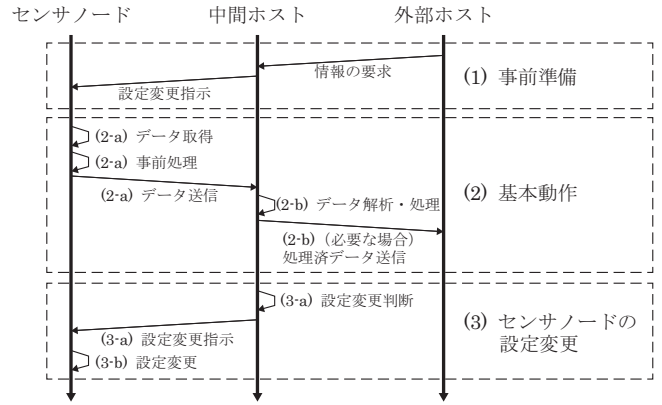 センサノード
中間ホスト
外部ホスト
情報の要求
設定変更指示
(1) 事前準備
(2-a) データ取得
(2-a) 事前処理
(2-a) データ送信
(2-b) データ解析・処理
(2-b) （必要な場合）
処理済データ送信
(2) 基本動作
(3-a) 設定変更判断
(3-a) 設定変更指示
(3-b) 設定変更
(3) センサノードの
設定変更